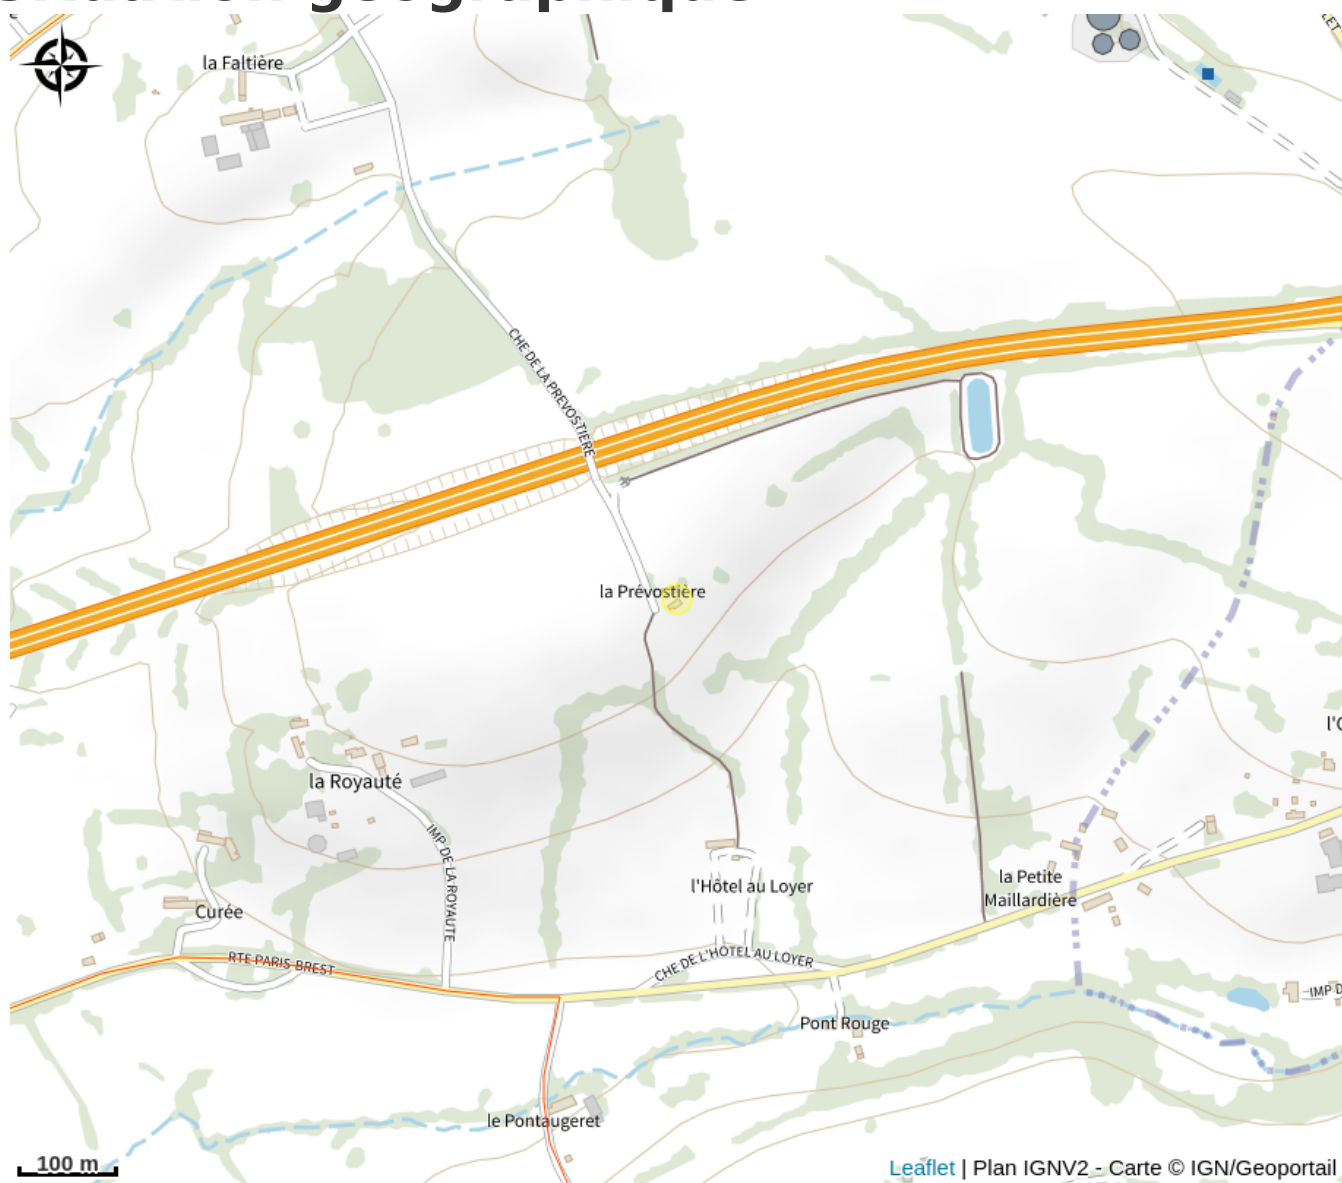 la Faltière
CHE DE LA PREVOSTIERE
la Prévostière
la Royauté
IMP DE LA ROYAUTE
Curée
RTE PARIS-BREST
l'Hôtel au Loyer
CHE DE L'HÔTEL AU LOYER
la Petite
Maillardière
Pont Rouge
le Pontaugeret
100 m
Leaflet | Plan IGNV2 - Carte © IGN/Geoportail